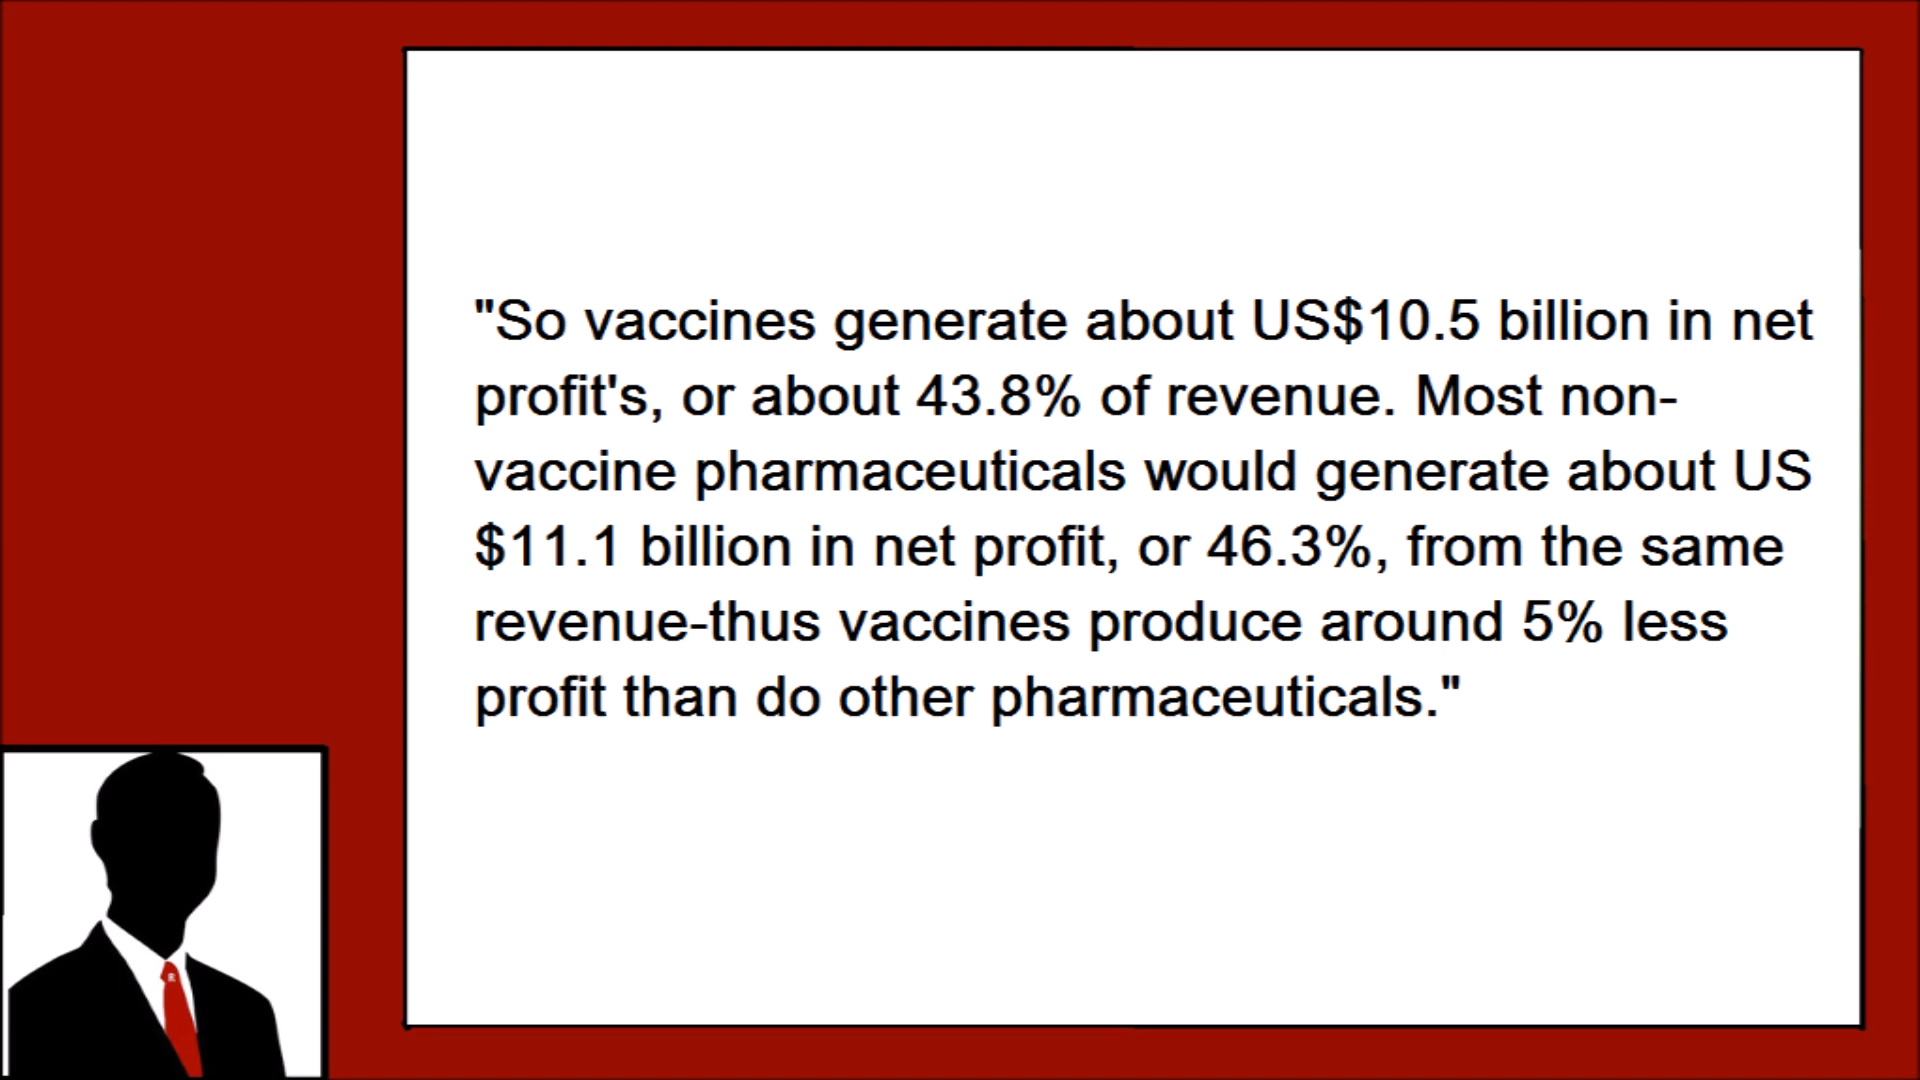 "So vaccines generate about US$10.5 billion in net
profit's, or about 43.8% of revenue. Most non-
vaccine pharmaceuticals would generate about US
$11.1 billion in net profit, or 46.3%, from the same
revenue-thus vaccines produce around 5% less
profit than do other pharmaceuticals."